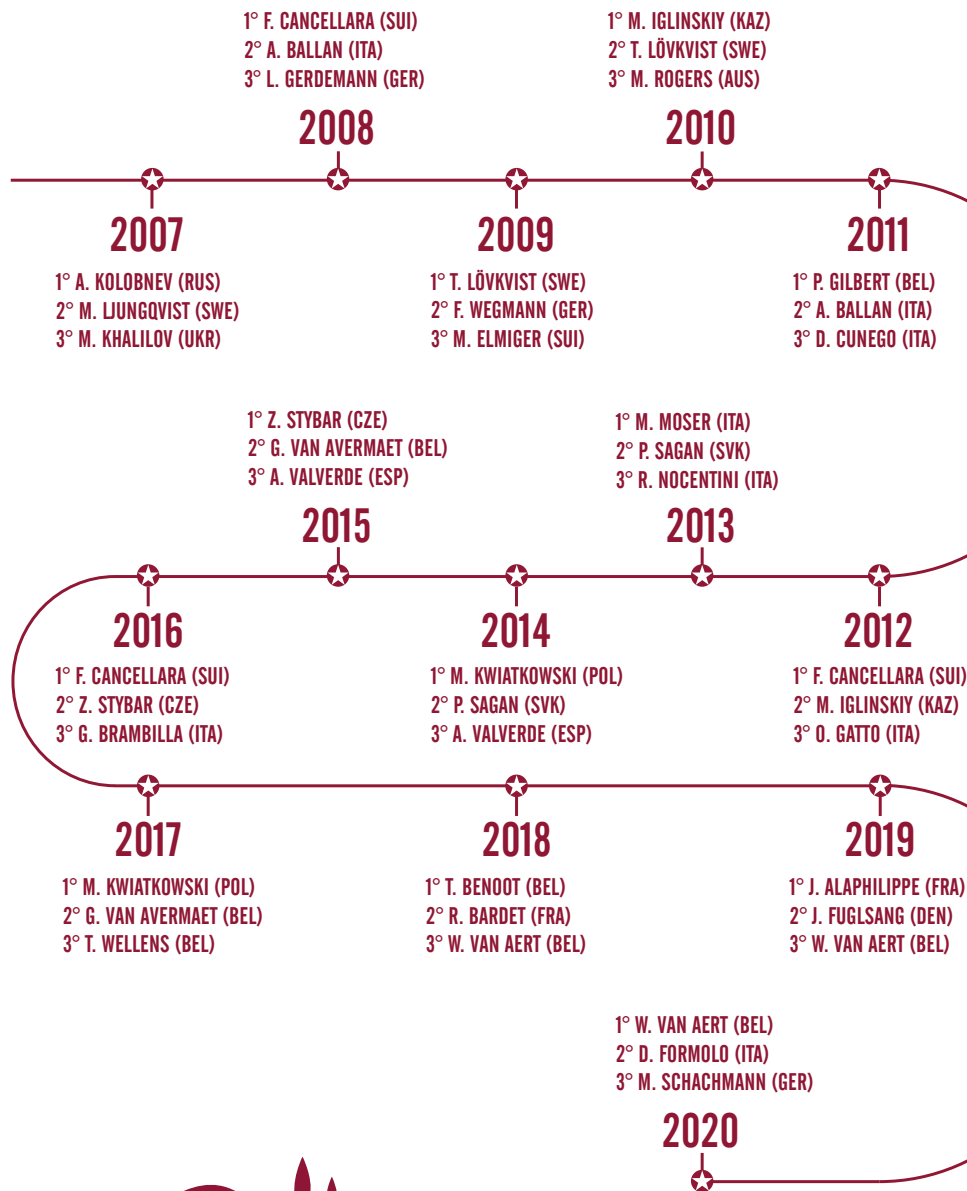 1° F. CANCELLARA (SUI)
2° A. BALLAN (ITA)
3° L. GERDEMANN (GER)
2008
1° M. IGLINSKIY (KAZ)
2° T. LÖVKVIST (SWE)
3° M. ROGERS (AUS)
2010
2007
1° A. KOLOBNEV (RUS)
2° M. LJUNGQVIST (SWE)
3° M. KHALILOV (UKR)
2009
1° T. LÖVKVIST (SWE)
2° F. WEGMANN (GER)
3° M. ELMIGER (SUI)
2011
1° P. GILBERT (BEL)
2° A. BALLAN (ITA)
3° D. CUNEGO (ITA)
1° Z. STYBAR (CZE)
2° G. VAN AVERMAET (BEL)
3° A. VALVERDE (ESP)
2015
1° M. MOSER (ITA)
2° P. SAGAN (SVK)
3° R. NOCENTINI (ITA)
2013
2016
1° F. CANCELLARA (SUI)
2° Z. STYBAR (CZE)
3° G. BRAMBILLA (ITA)
2014
1° M. KWIATKOWSKI (POL)
2° P. SAGAN (SVK)
3° A. VALVERDE (ESP)
2012
1° F. CANCELLARA (SUI)
2° M. IGLINSKIY (KAZ)
3° O. GATTO (ITA)
2017
1° M. KWIATKOWSKI (POL)
2° G. VAN AVERMAET (BEL)
3° T. WELLENS (BEL)
2018
1° T. BENOOT (BEL)
2° R. BARDET (FRA)
3° W. VAN AERT (BEL)
2019
1° J. ALAPHILIPPE (FRA)
2° J. FUGLSANG (DEN)
3° W. VAN AERT (BEL)
1° W. VAN AERT (BEL)
2° D. FORMOLO (ITA)
3° M. SCHACHMANN (GER)
2020